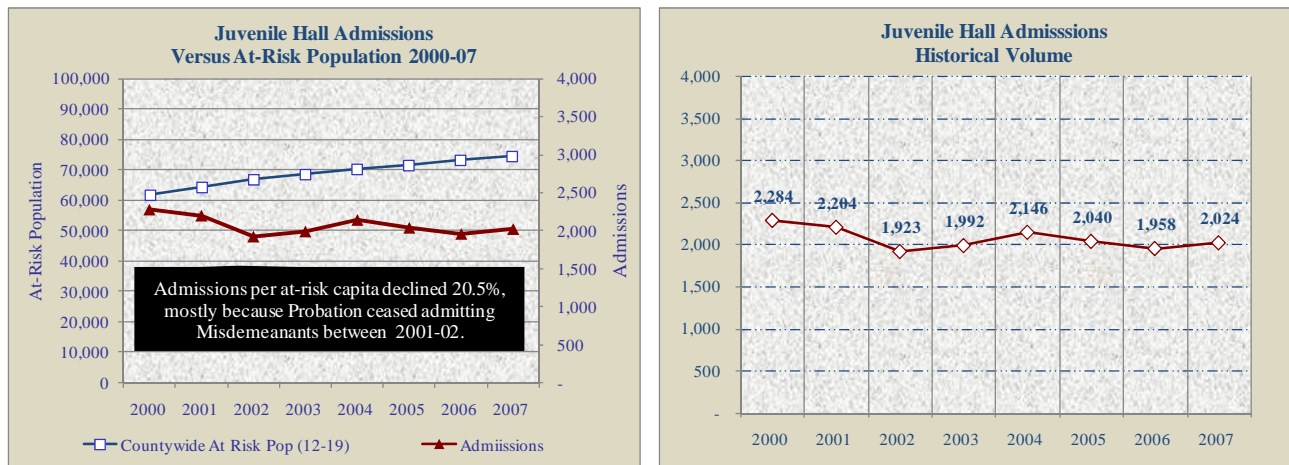 Juvenile Hall Admissions
Versus At-Risk Population 2000-07
100,000
90,000
80,000
70,000
60,000
50,000
40,000
30,000
20,000
10,000
0
At-Risk Population
4,000
3,500
3,000
2,500
2,000
1,500
1,000
500
-
Admissions
Admissions per at-risk capita declined 20.5%,
mostly because Probation ceased admitting
Misdemeanants between 2001-02.
2000 2001 2002 2003 2004 2005 2006 2007
Countywide At Risk Pop (12-19) Admiissions
Juvenile Hall Admisssions
Historical Volume
4,000
3,500
3,000
2,500
2,000
1,500
1,000
500
-
2,284 2,204 1,923 1,992 2,146 2,040 1,958 2,024
2000 2001 2002 2003 2004 2005 2006 2007